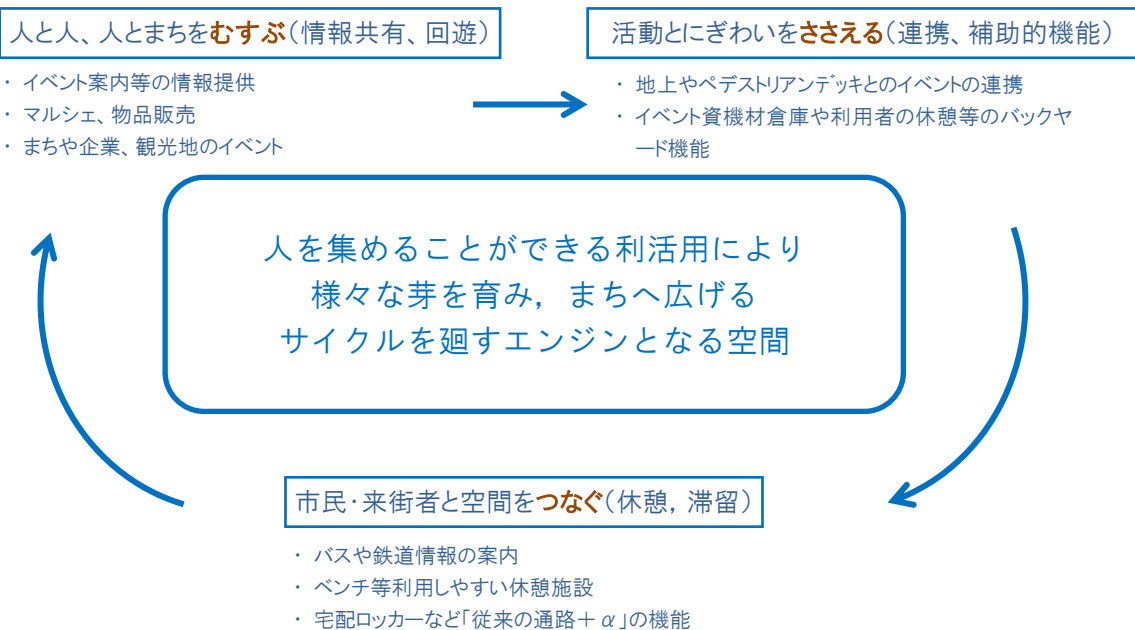 人と人、人とまちをむすぶ(情報共有、回遊)
・ イベント案内等の情報提供
・ マルシェ、物品販売
・ まちや企業、観光地のイベント
活動とにぎわいをささえる(連携、補助的機能)
・ 地上やペデストリアンデッキとのイベントの連携
・ イベント資機材倉庫や利用者の休憩等のバックヤ
ード機能
人を集めることができる利活用により
様々な芽を育み，まちへ広げる
サイクルを廻すエンジンとなる空間
市民・来街者と空間をつなぐ(休憩，滞留)
・ バスや鉄道情報の案内
・ ベンチ等利用しやすい休憩施設
・ 宅配ロッカーなど「従来の通路＋α」の機能